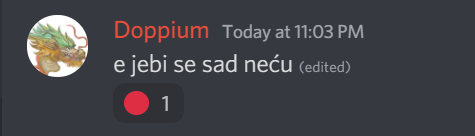 Doppium Today at 11:03 PM
e jebi se sad neću (edited)
1